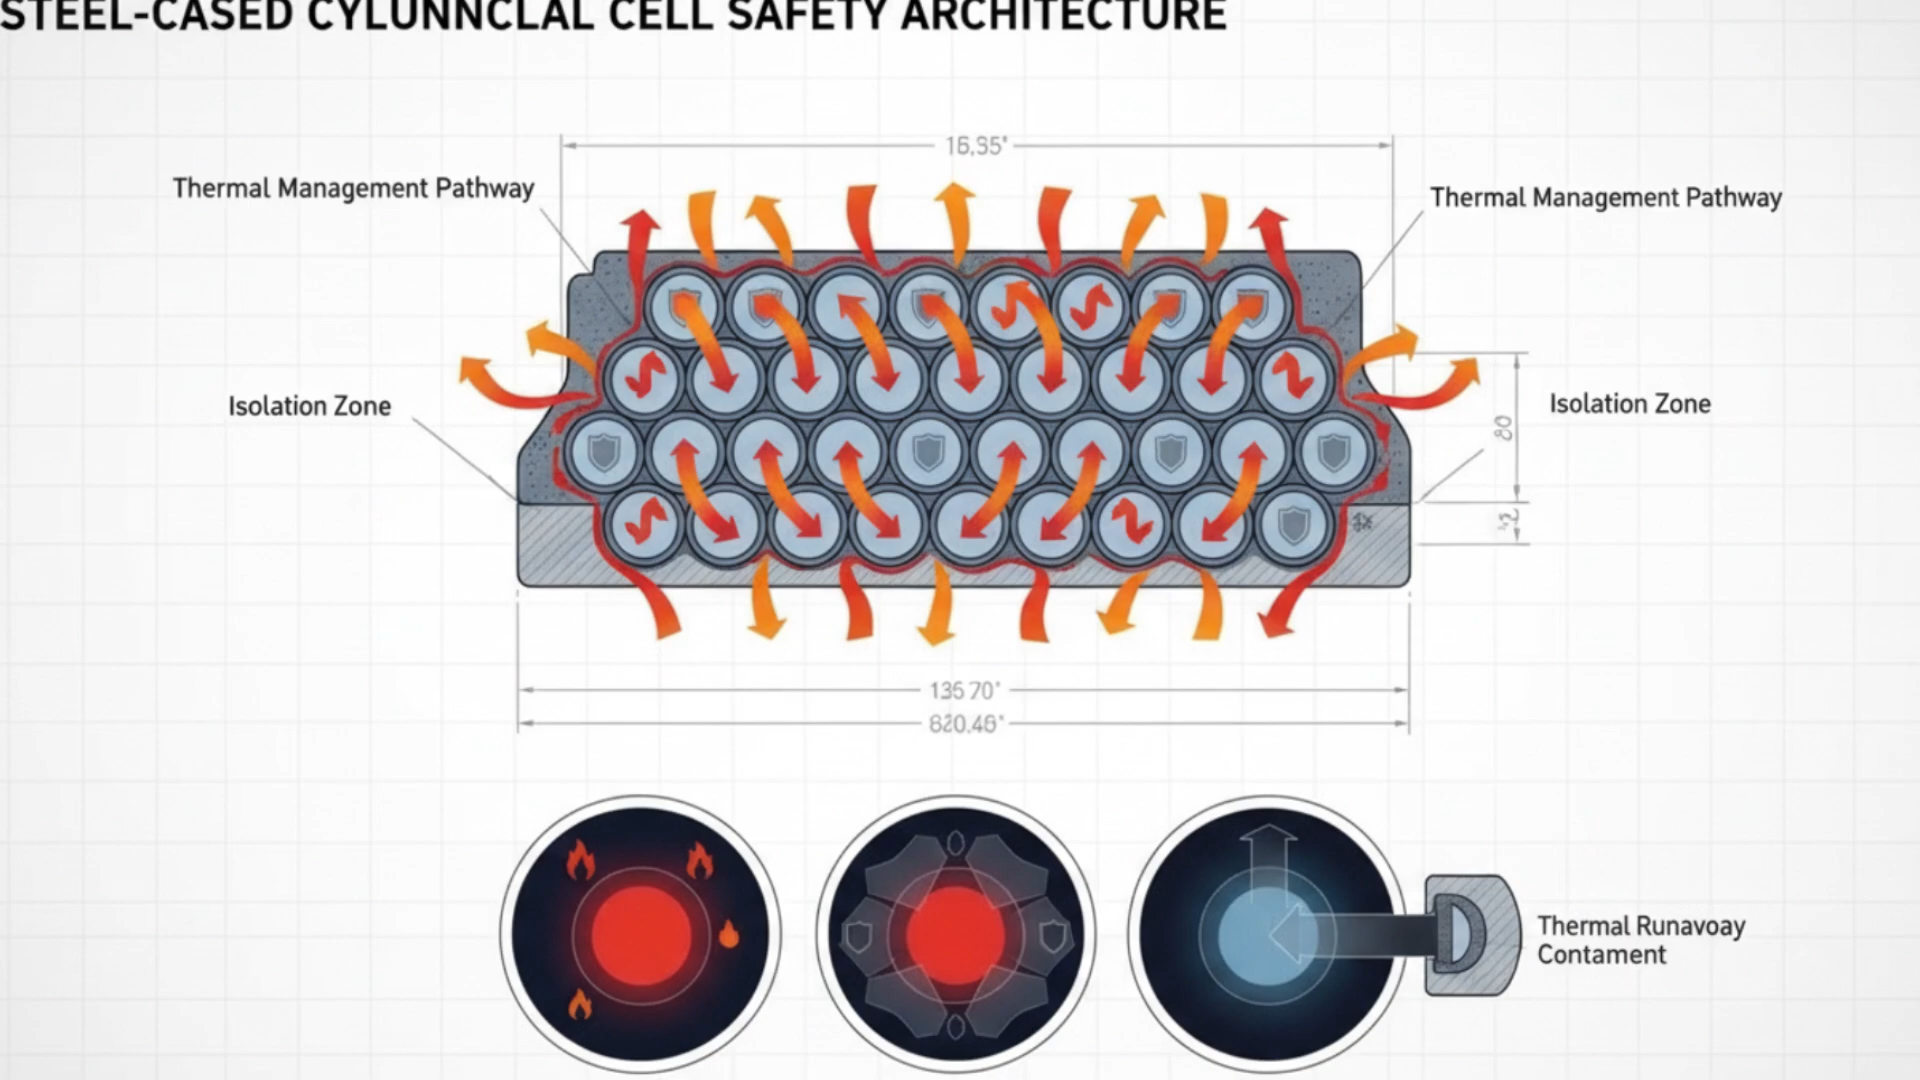 STEEL-CASED CYLUNNCLAL CELL SAFETY ARCHITECTURE
16,95"
Thermal Management Pathway
Thermal Management Pathway
Isolation Zone
Isolation Zone
80
136 70"
820.46"
Thermal Runavoay
Contament